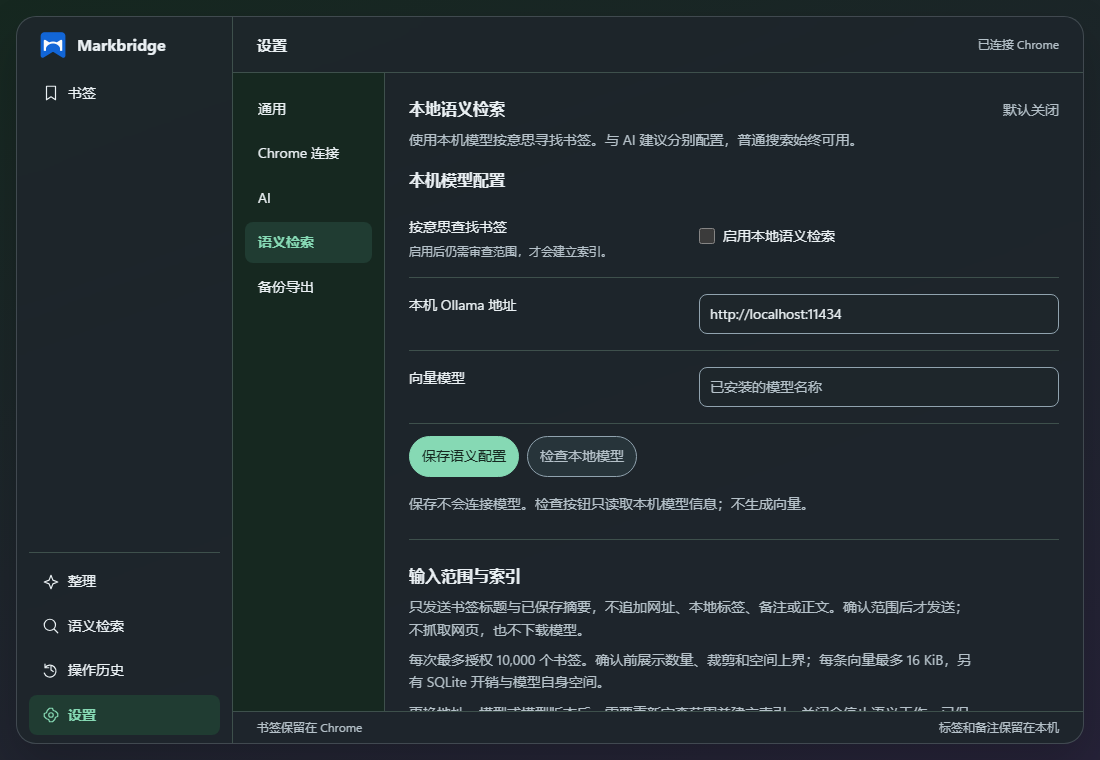 Markbridge
设置
已连接 Chrome
书签
通用
Chrome 连接
AI
语义检索
备份导出
本地语义检索
默认关闭
使用本机模型按意思寻找书签。与 AI 建议分别配置，普通搜索始终可用。
本机模型配置
按意思查找书签
启用后仍需审查范围，才会建立索引。
启用本地语义检索
本机 Ollama 地址
http://localhost:11434
向量模型
已安装的模型名称
保存语义配置
检查本地模型
保存不会连接模型。检查按钮只读取本机模型信息；不生成向量。
输入范围与索引
只发送书签标题与已保存摘要，不追加网址、本地标签、备注或正文。确认范围后才发送；
不抓取网页，也不下载模型。
每次最多授权 10,000 个书签。确认前展示数量、裁剪和空间上界；每条向量最多 16 KiB，另
有 SQLite 开销与模型自身空间。
整理
语义检索
操作历史
设置
书签保留在 Chrome
标签和备注保留在本机